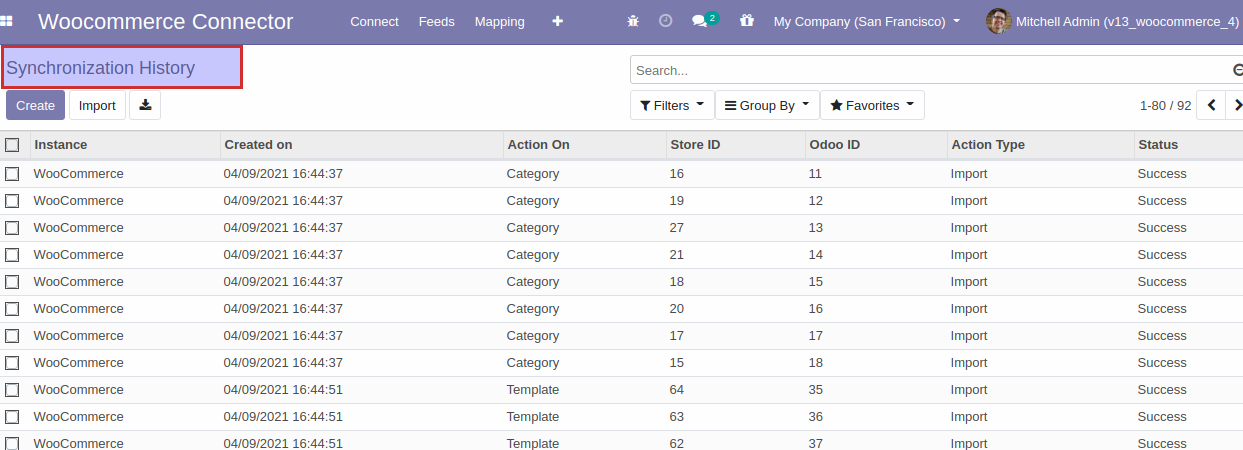 Woocommerce Connector Connect Feeds Mapping 2 My Company (San Francisco) Mitchell Admin (v13_woocommerce_4)
Synchronization History
Search...
Create Import Filters Group By Favorites 1-80 / 92
Instance Created on Action On Store ID Odoo ID Action Type Status
WooCommerce 04/09/2021 16:44:37 Category 16 11 Import Success
WooCommerce 04/09/2021 16:44:37 Category 19 12 Import Success
WooCommerce 04/09/2021 16:44:37 Category 27 13 Import Success
WooCommerce 04/09/2021 16:44:37 Category 21 14 Import Success
WooCommerce 04/09/2021 16:44:37 Category 18 15 Import Success
WooCommerce 04/09/2021 16:44:37 Category 20 16 Import Success
WooCommerce 04/09/2021 16:44:37 Category 17 17 Import Success
WooCommerce 04/09/2021 16:44:37 Category 15 18 Import Success
WooCommerce 04/09/2021 16:44:51 Template 64 35 Import Success
WooCommerce 04/09/2021 16:44:51 Template 63 36 Import Success
WooCommerce 04/09/2021 16:44:51 Template 62 37 Import Success